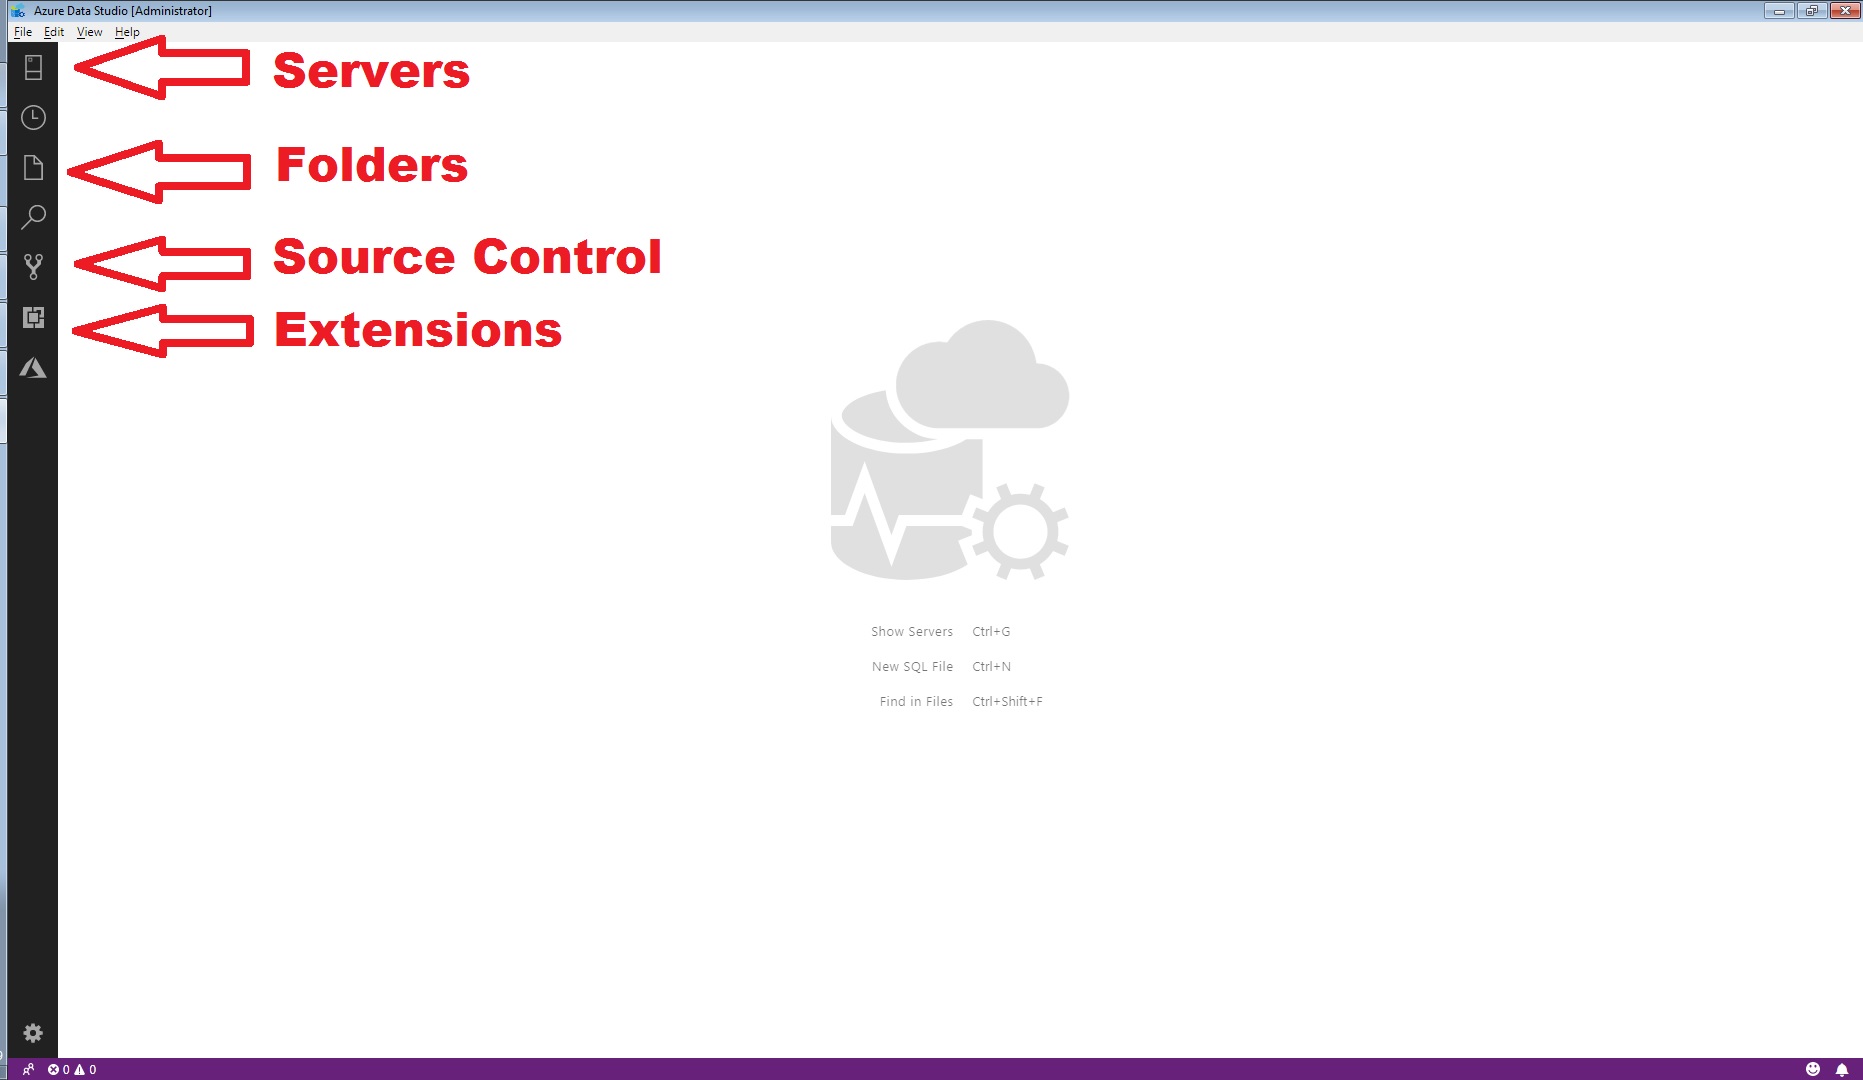 Azure Data Studio [Administrator]
File Edit View Help
Servers
Folders
Source Control
Extensions
Show Servers Ctrl+G
New SQL File Ctrl+N
Find in Files Ctrl+Shift+F
0 0